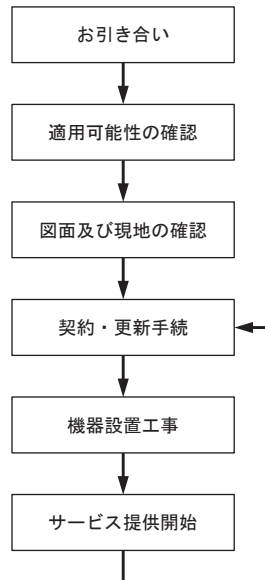 お引き合い
適用可能性の確認
図面及び現地の確認
契約・更新手続
機器設置工事
サービス提供開始